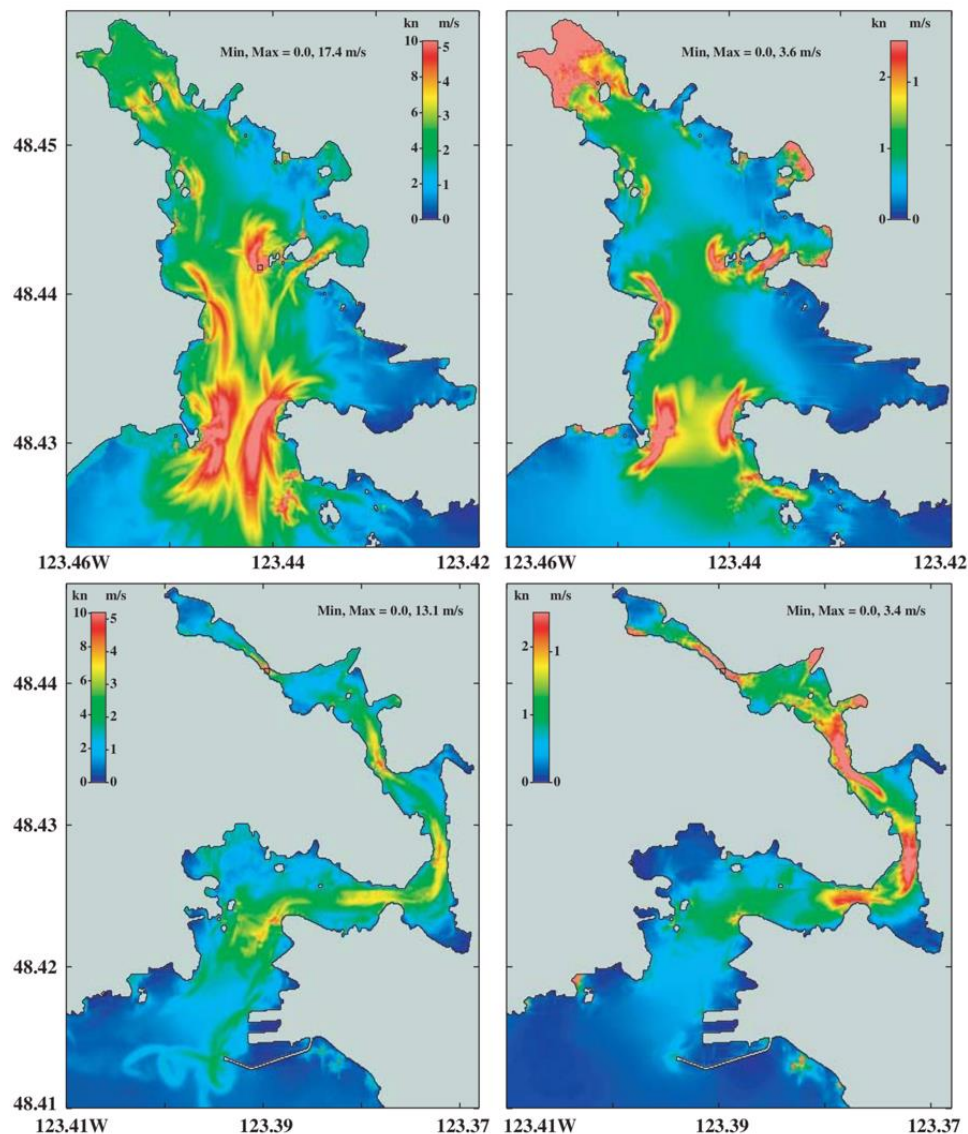 kn m/s
Min, Max = 0.0, 17.4 m/s
10 5
8 4
6 3
4 2
2 1
0 0
48.45
48.44
48.43
123.46W 123.44 123.42
kn m/s
Min, Max = 0.0, 3.6 m/s
2
1 1
0 0
123.46W 123.44 123.42
kn m/s
Min, Max = 0.0, 13.1 m/s
10 5
8 4
6 3
4 2
2 1
0 0
48.44
48.43
48.42
48.41
123.41W 123.39 123.37
kn m/s
Min, Max = 0.0, 3.4 m/s
2
1
1
0 0
123.41W 123.39 123.37